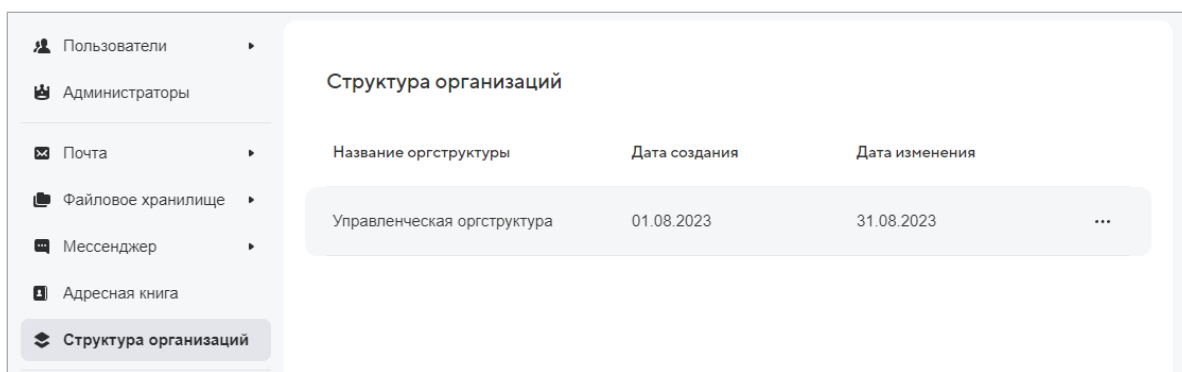 Пользователи
Администраторы
Почта
Файловое хранилище
Мессенджер
Адресная книга
Структура организаций
Структура организаций
Название оргструктуры Дата создания Дата изменения
Управленческая оргструктура 01.08.2023 31.08.2023 ...